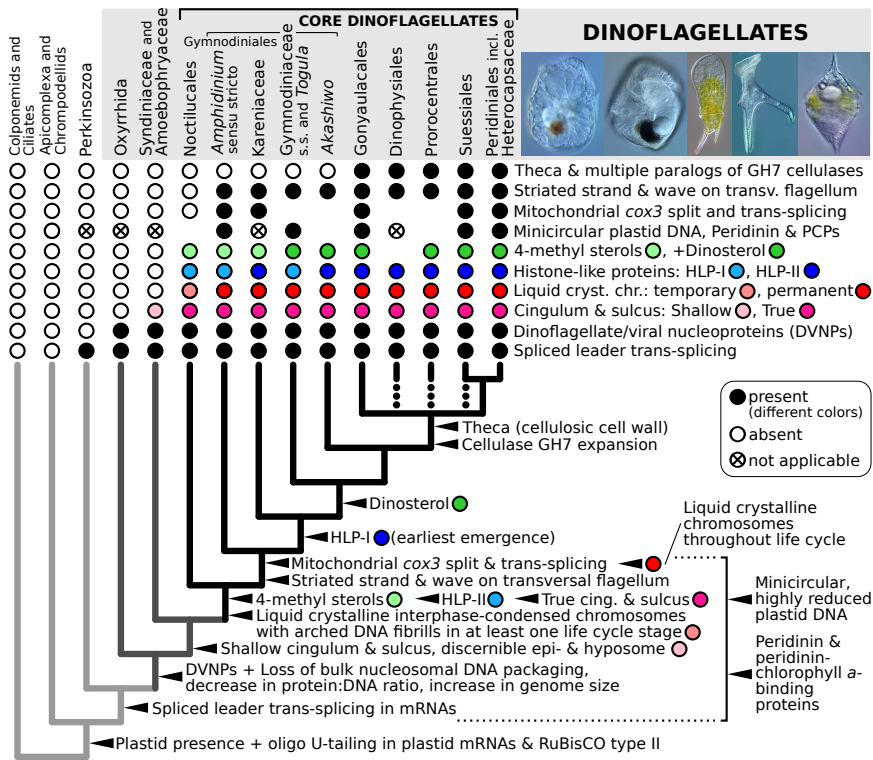 CORE DINOFLAGELLATES
DINOFLAGELLATES
Gymnodiniales
Colponemids and
Ciliates
Apicomplexa and
Chrompodellids
Perkinsozoa
Oxyrrhida
Syndiniaceae and
Amoebophryaceae
Noctilucales
Amphidinium
sensu stricto
Kareniaceae
Gymnodiniaceae
s.s. and Togula
Akashiwo
Gonyaulacales
Dinophysiales
Prorocentrales
Suessiales
Peridiniales incl.
Heterocapsaceae
Theca & multiple paralogs of GH7 cellulases
Striated strand & wave on transv. flagellum
Mitochondrial cox3 split and trans-splicing
Minicircular plastid DNA, Peridinin & PCPs
4-methyl sterols , +Dinosterol
Histone-like proteins: HLP-I , HLP-II
Liquid cryst. chr.: temporary , permanent
Cingulum & sulcus: Shallow , True
Dinoflagellate/viral nucleoproteins (DVNPs)
Spliced leader trans-splicing
present
(different colors)
absent
not applicable
Theca (cellulosic cell wall)
Cellulase GH7 expansion
Dinosterol
Liquid crystalline
chromosomes
throughout life cycle
HLP-I (earliest emergence)
Mitochondrial cox3 split & trans-splicing
Striated strand & wave on transversal flagellum
4-methyl sterols HLP-II True cing. & sulcus
Liquid crystalline interphase-condensed chromosomes
with arched DNA fibrills in at least one life cycle stage
Shallow cingulum & sulcus, discernible epi- & hyposome
DVNPs + Loss of bulk nucleosomal DNA packaging,
decrease in protein:DNA ratio, increase in genome size
Spliced leader trans-splicing in mRNAs
Plastid presence + oligo U-tailing in plastid mRNAs & RuBisCO type II
Minicircular,
highly reduced
plastid DNA
Peridinin &
peridinin-
chlorophyll a-
binding
proteins